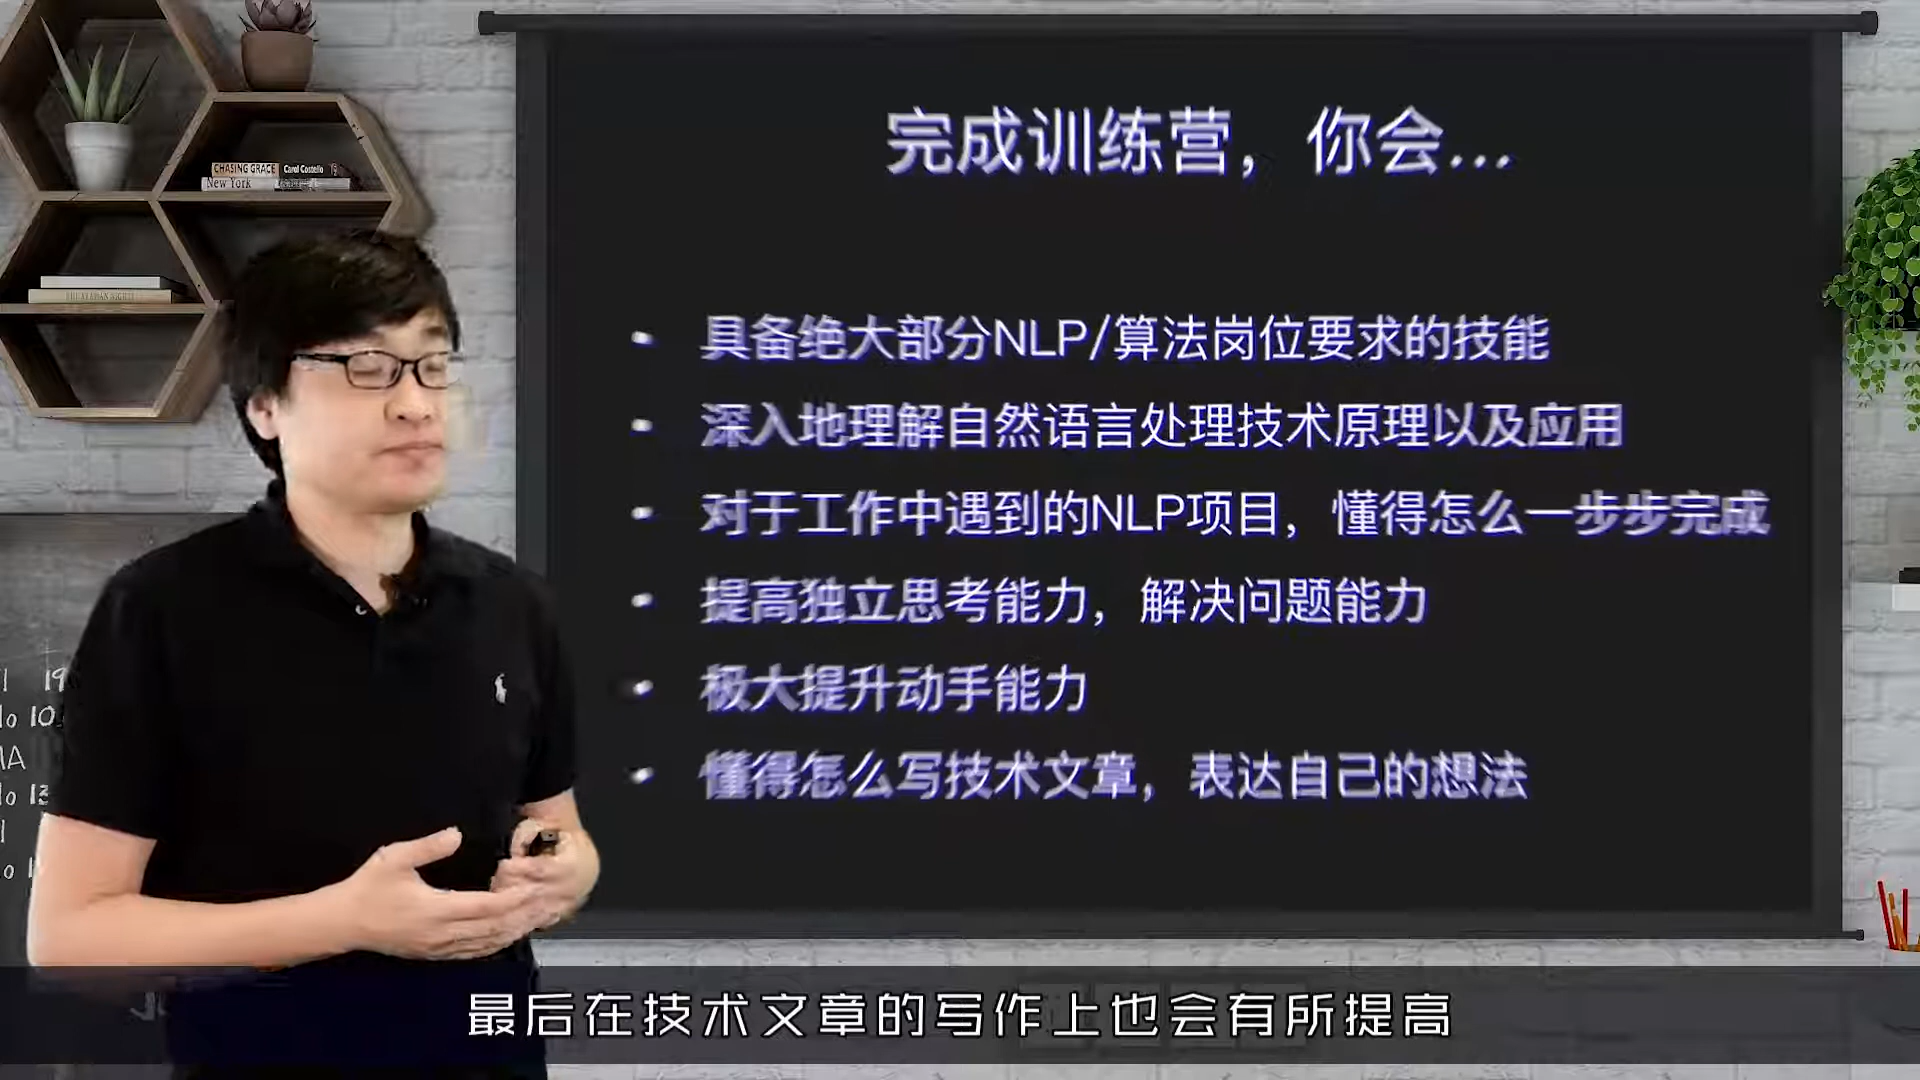 CHASING GRACE Carol Costello
New York
完成训练营，你会...
• 具备绝大部分NLP/算法岗位要求的技能
• 深入地理解自然语言处理技术原理以及应用
• 对于工作中遇到的NLP项目，懂得怎么一步步完成
• 提高独立思考能力，解决问题能力
• 极大提升动手能力
• 懂得怎么写技术文章，表达自己的想法
最后在技术文章的写作上也会有所提高